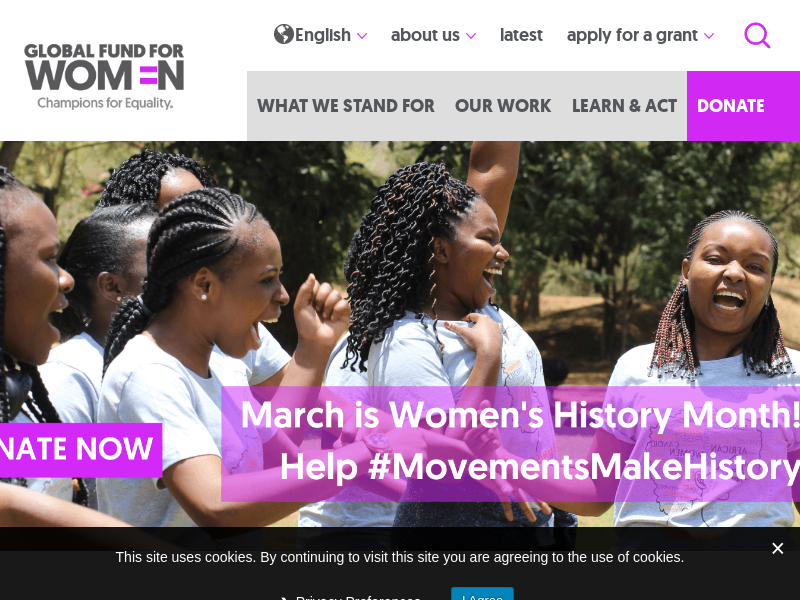 English about us latest apply for a grant
GLOBAL FUND FOR
WOMEN
Champions for Equality.
WHAT WE STAND FOR OUR WORK LEARN & ACT DONATE
March is Women's History Month!
Help #MovementsMakeHistory
NATE NOW
This site uses cookies. By continuing to visit this site you are agreeing to the use of cookies.
Privacy Preferences I Agree